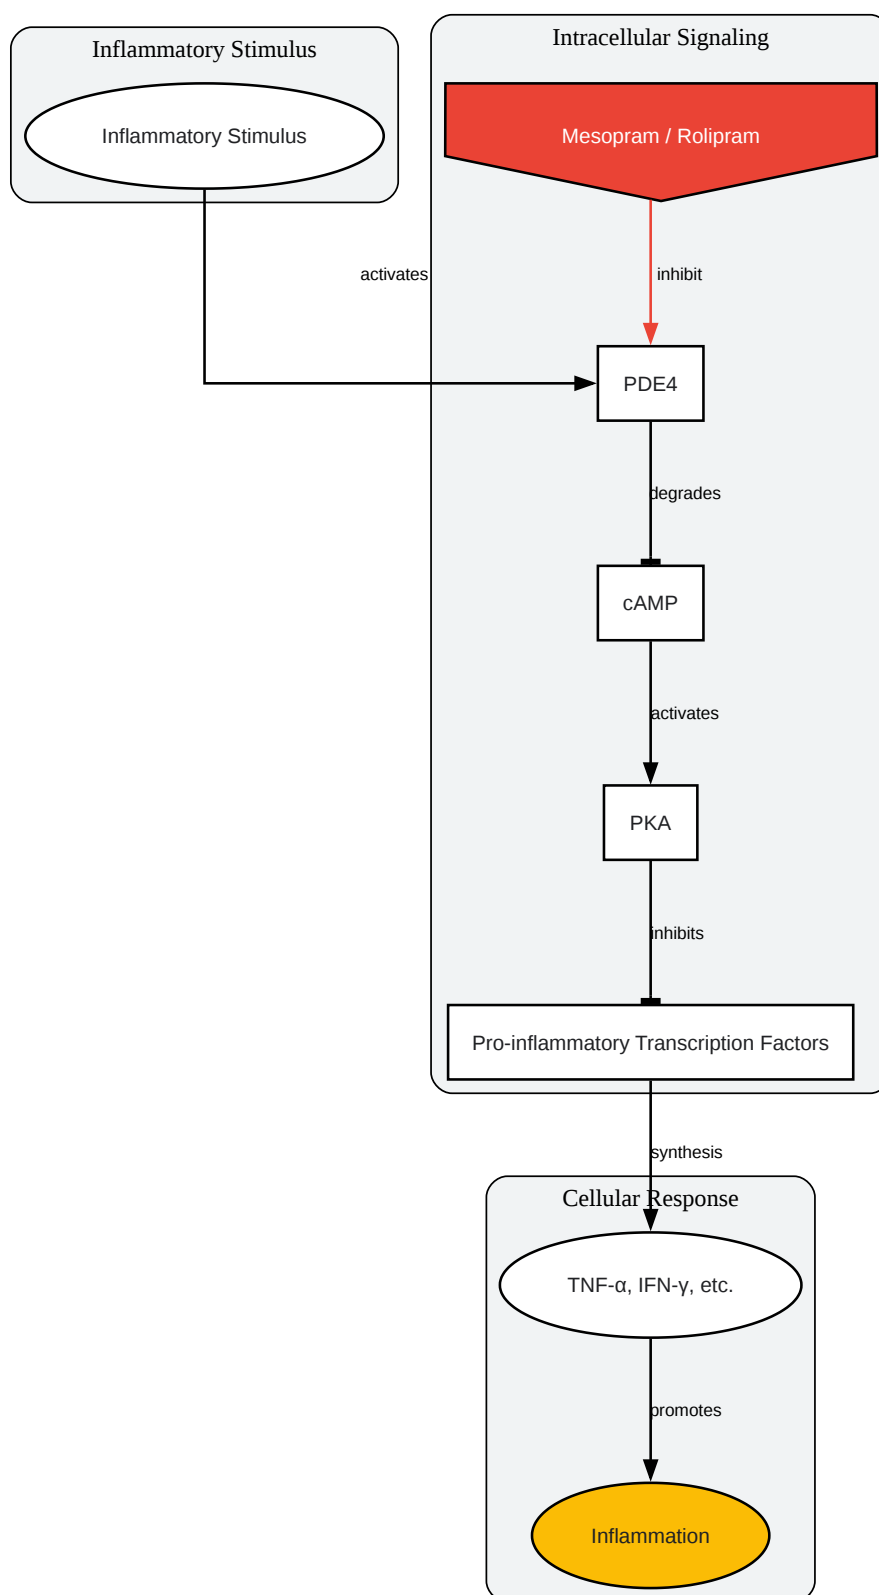 Inflammatory Stimulus
Intracellular Signaling
Inflammatory Stimulus
Mesopram / Rolipram
activates
inhibit
PDE4
degrades
cAMP
activates
PKA
inhibits
Pro-inflammatory Transcription Factors
synthesis
Cellular Response
TNF-α, IFN-γ, etc.
promotes
Inflammation